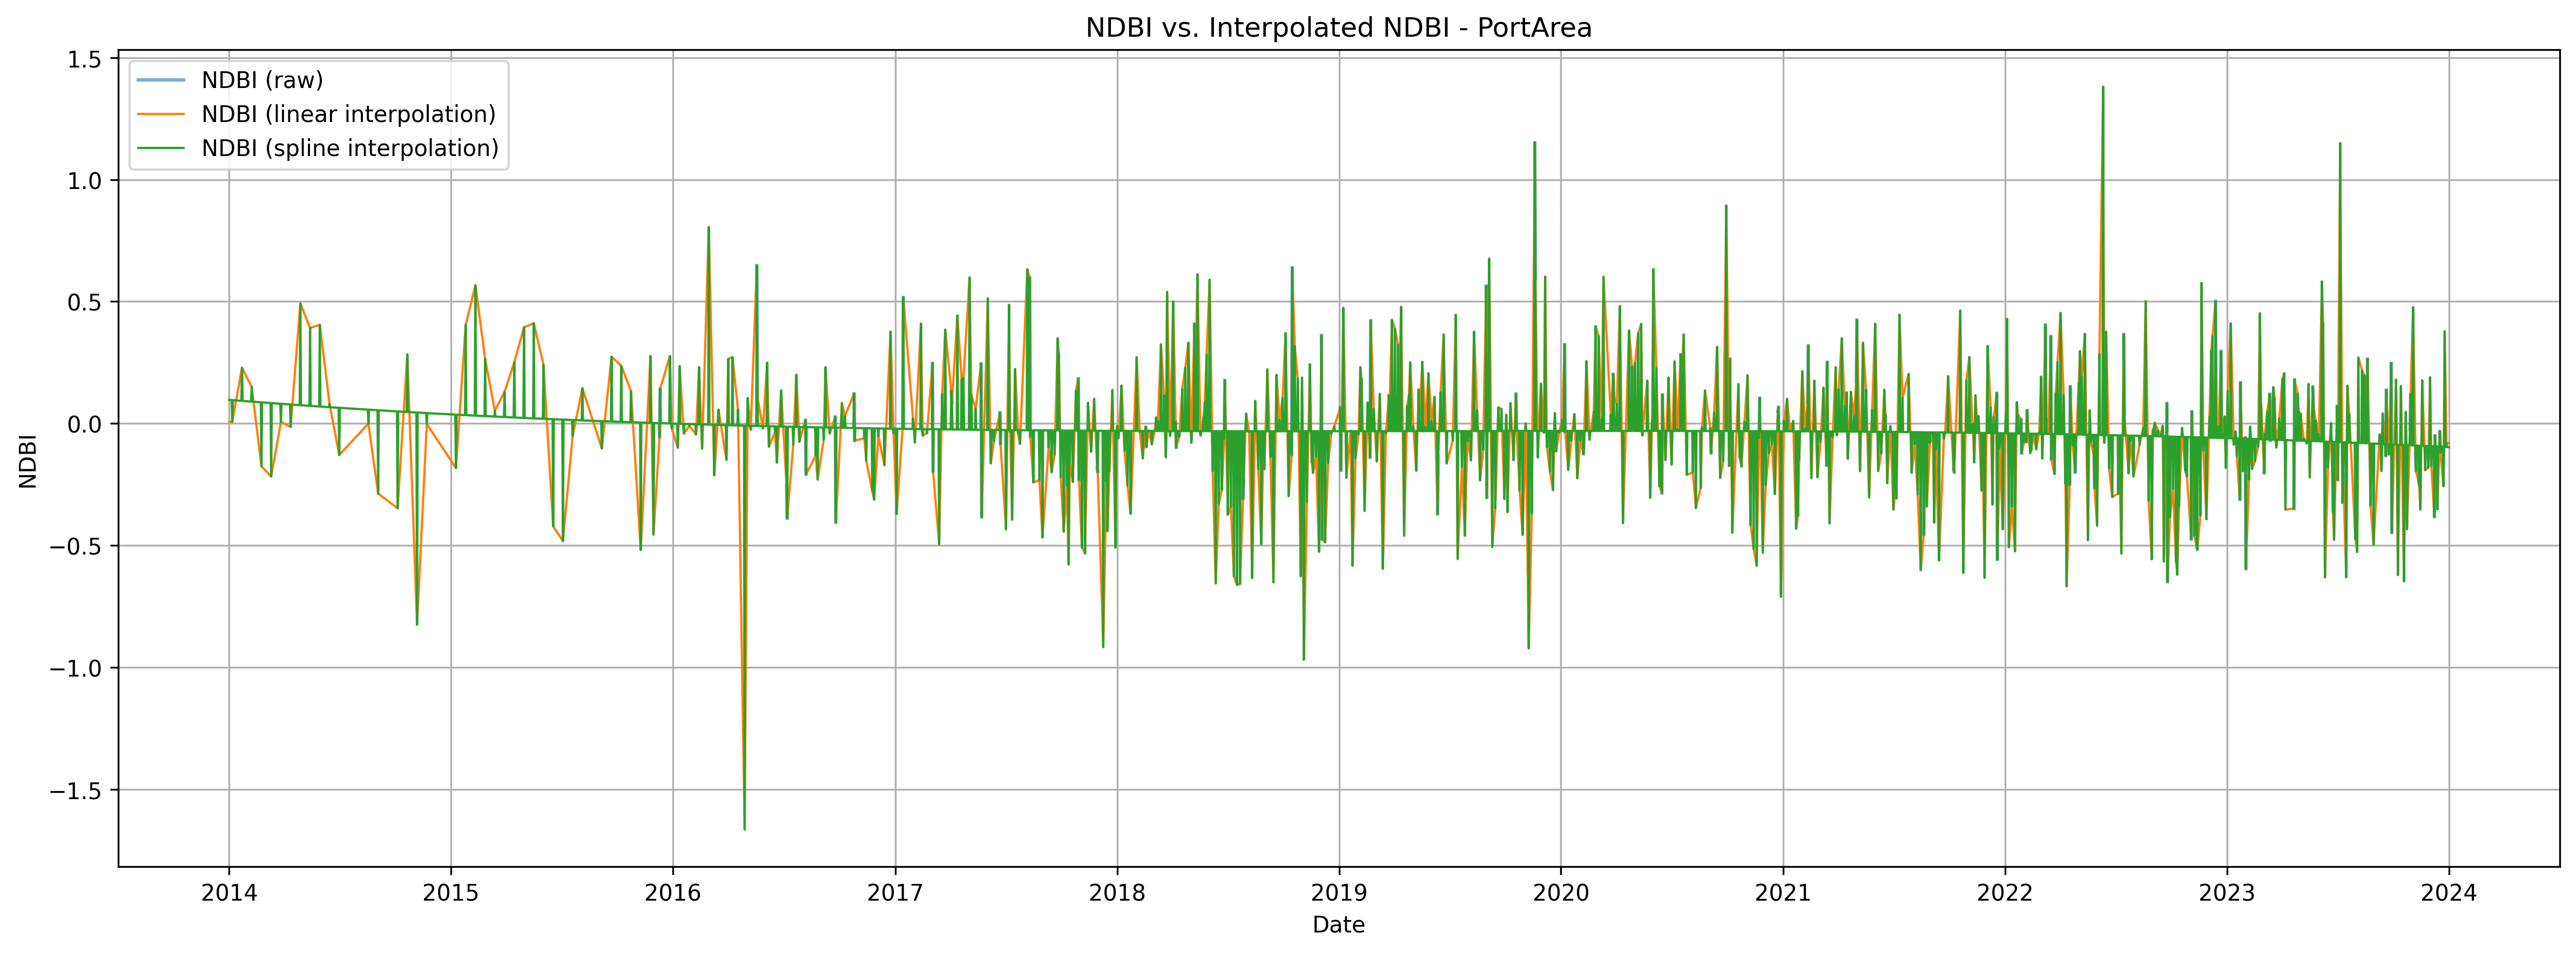 NDBI vs. Interpolated NDBI - PortArea
NDBI (raw)
NDBI (linear interpolation)
NDBI (spline interpolation)
1.5
1.0
0.5
0.0
−0.5
−1.0
−1.5
NDBI
2014 2015 2016 2017 2018 2019 2020 2021 2022 2023 2024
Date